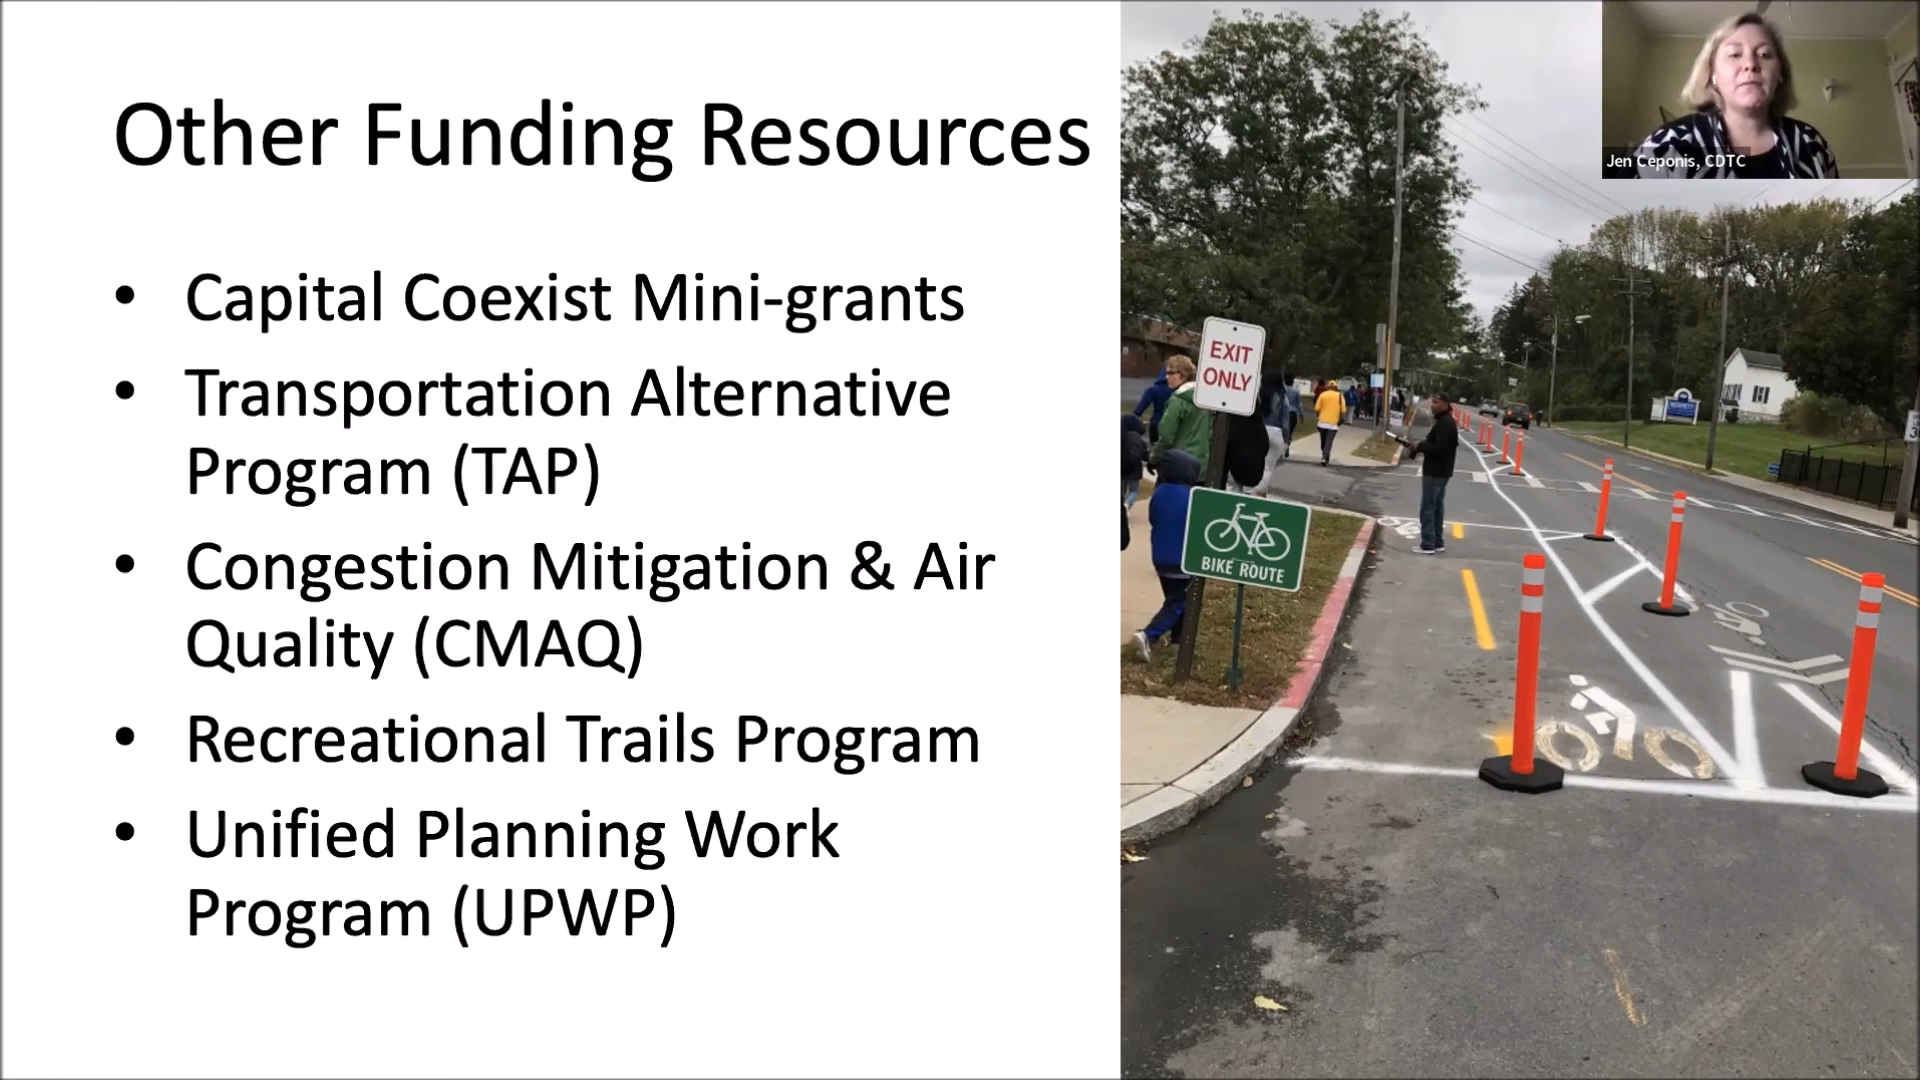 Other Funding Resources
• Capital Coexist Mini-grants
• Transportation Alternative
Program (TAP)
• Congestion Mitigation & Air
Quality (CMAQ)
• Recreational Trails Program
• Unified Planning Work
Program (UPWP)
Jen Ceponis, CDTC
EXIT
ONLY
BIKE ROUTE